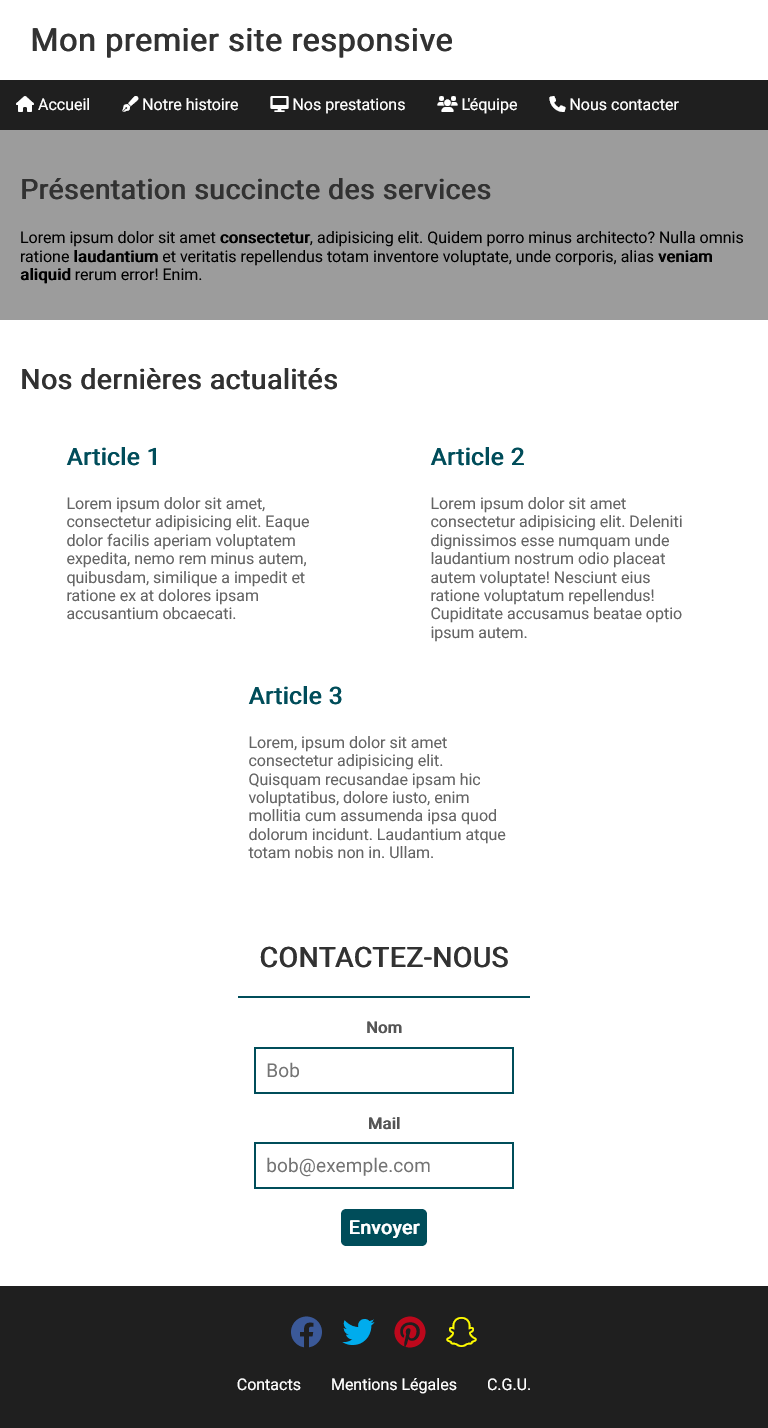 Mon premier site responsive
Accueil Notre histoire Nos prestations L'équipe Nous contacter
Présentation succincte des services
Lorem ipsum dolor sit amet consectetur, adipisicing elit. Quidem porro minus architecto? Nulla omnis
ratione laudantium et veritatis repellendus totam inventore voluptate, unde corporis, alias veniam
aliquid rerum error! Enim.
Nos dernières actualités
Article 1
Lorem ipsum dolor sit amet,
consectetur adipisicing elit. Eaque
dolor facilis aperiam voluptatem
expedita, nemo rem minus autem,
quibusdam, similique a impedit et
ratione ex at dolores ipsam
accusantium obcaecati.
Article 2
Lorem ipsum dolor sit amet
consectetur adipisicing elit. Deleniti
dignissimos esse numquam unde
laudantium nostrum odio placeat
autem voluptate! Nesciunt eius
ratione voluptatum repellendus!
Cupiditate accusamus beatae optio
ipsum autem.
Article 3
Lorem, ipsum dolor sit amet
consectetur adipisicing elit.
Quisquam recusandae ipsam hic
voluptatibus, dolore iusto, enim
mollitia cum assumenda ipsa quod
dolorum incidunt. Laudantium atque
totam nobis non in. Ullam.
CONTACTEZ-NOUS
Nom
Bob
Mail
bob@exemple.com
Envoyer
Contacts Mentions Légales C.G.U.